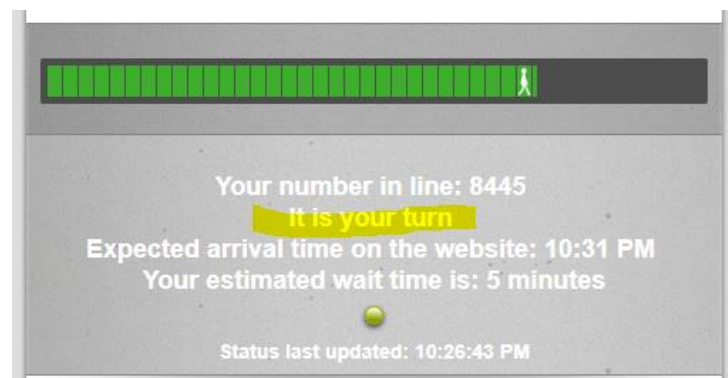 Your number in line: 8445
It is your turn
Expected arrival time on the website: 10:31 PM
Your estimated wait time is: 5 minutes
Status last updated: 10:26:43 PM